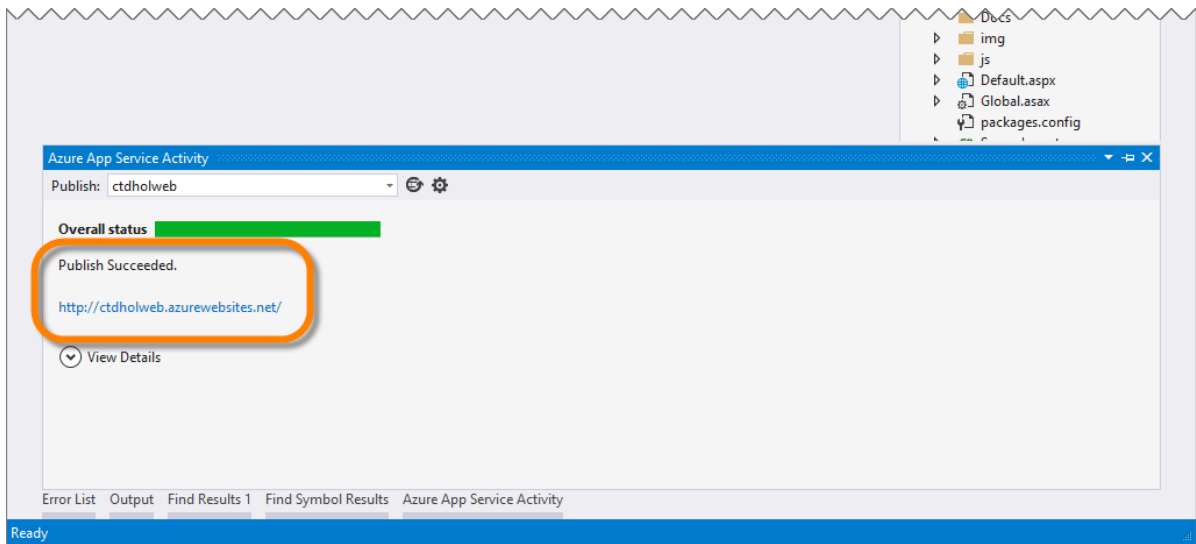 Docs
img
js
Default.aspx
Global.asax
packages.config
Azure App Service Activity
Publish: ctdholweb
Overall status
Publish Succeeded.
http://ctdholweb.azurewebsites.net/
View Details
Error List Output Find Results 1 Find Symbol Results Azure App Service Activity
Ready